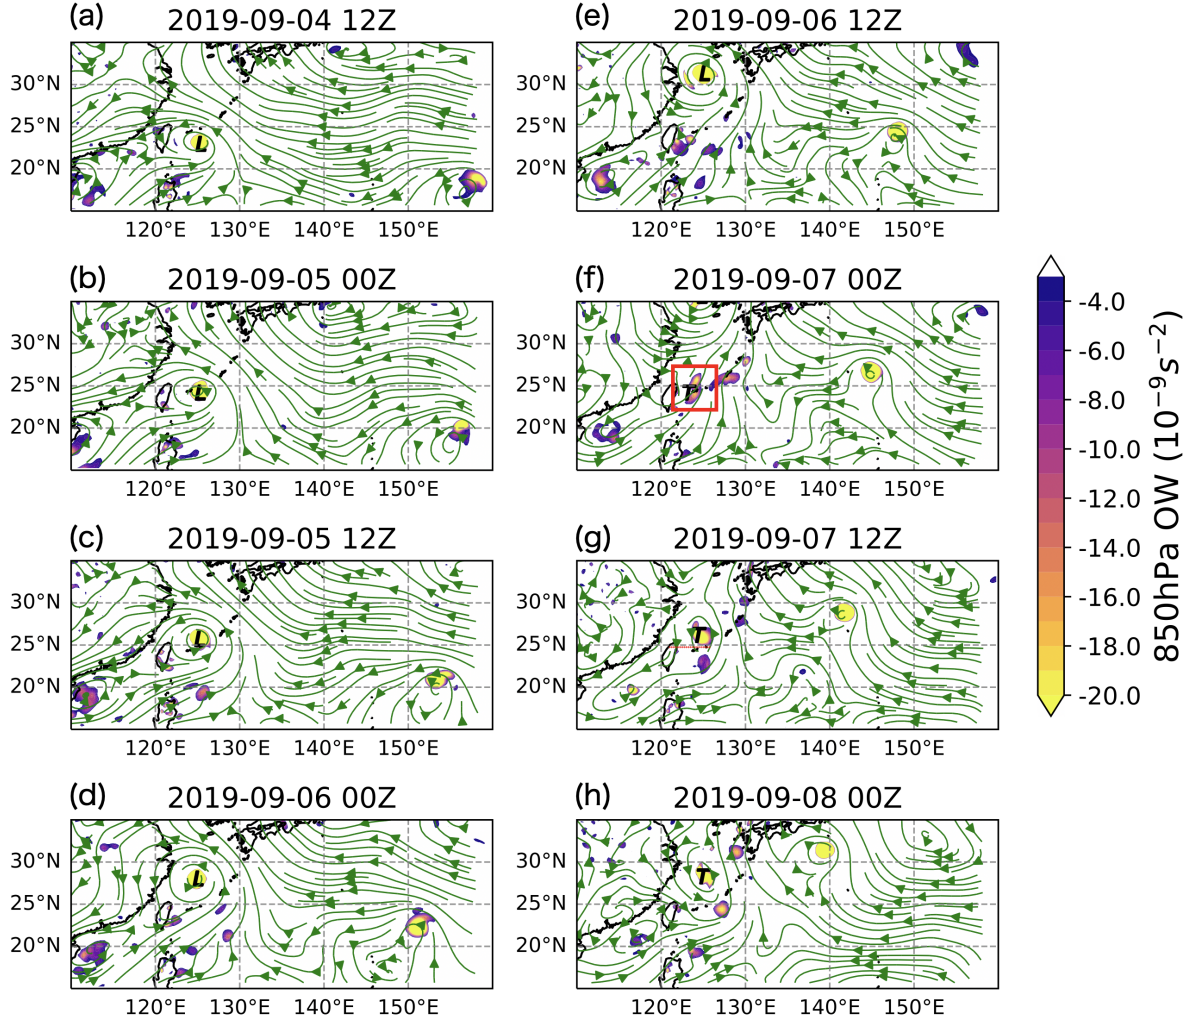 (a) 2019-09-04 12Z
30°N
25°N
L
20°N
120°E 130°E 140°E 150°E
(b) 2019-09-05 00Z
30°N
25°N
L
20°N
120°E 130°E 140°E 150°E
(c) 2019-09-05 12Z
30°N
25°N
L
20°N
120°E 130°E 140°E 150°E
(d) 2019-09-06 00Z
30°N
L
25°N
20°N
120°E 130°E 140°E 150°E
(e) 2019-09-06 12Z
L
30°N
25°N
20°N
120°E 130°E 140°E 150°E
(f) 2019-09-07 00Z
30°N
25°N
T
20°N
120°E 130°E 140°E 150°E
(g) 2019-09-07 12Z
30°N
T
25°N
20°N
120°E 130°E 140°E 150°E
(h) 2019-09-08 00Z
30°N
T
25°N
20°N
120°E 130°E 140°E 150°E
-4.0
-6.0
-8.0
-10.0
-12.0
-14.0
-16.0
-18.0
-20.0
850hPa OW (10⁻⁹s⁻²)